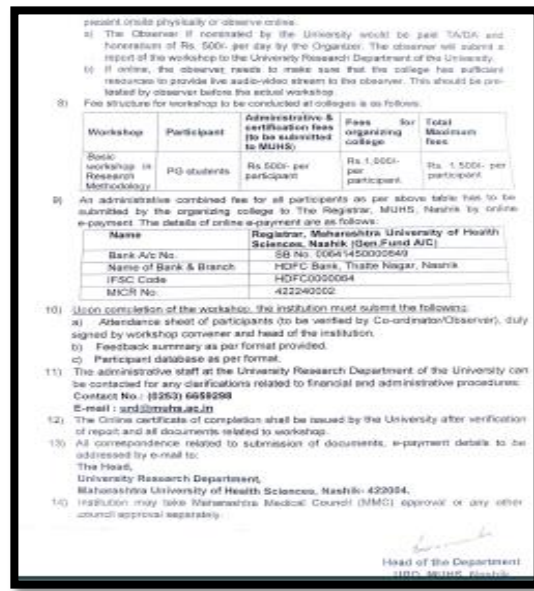 present onsite physically or observe online.
a) The Observer if nominated by the University would be paid TA/DA and
honorarium of Rs. 500/- per day by the Organizer. The observer will submit a
report of the workshop to the University Research Department of the University.
b) If online, the observer needs to make sure that the college has sufficient
resources to provide live audio-video stream to the observer. This should be pre-
tested by observer before the actual workshop.
8) Fee structure for workshop to be conducted at colleges is as follows.
Workshop Participant Administrative & certification fees (to be submitted to MUHS) Fees for organizing college Total Maximum fees
Basic workshop in Research Methodology PG students Rs.500/- per participant Rs.1,000/- per participant Rs. 1,500/- per participant
9) An administrative combined fee for all participants as per above table has to be
submitted by the organizing college to The Registrar, MUHS, Nashik by online
e-payment. The details of online e-payment are as follows:
Name Registrar, Maharashtra University of Health Sciences, Nashik (Gen.Fund A/C)
Bank A/c No. SB No. 00641450000849
Name of Bank & Branch HDFC Bank, Thatte Nagar, Nashik
IFSC Code HDFC0000064
MICR No. 422240002
10) Upon completion of the workshop, the institution must submit the following:
a) Attendance sheet of participants (to be verified by Co-ordinator/Observer), duly
signed by workshop convener and head of the institution.
b) Feedback summary as per format provided.
c) Participant database as per format.
11) The administrative staff at the University Research Department of the University can
be contacted for any clarifications related to financial and administrative procedures:
Contact No.: (0253) 6659298
E-mail : urd@muhs.ac.in
12) The Online certificate of completion shall be issued by the University after verification
of report and all documents related to workshop.
13) All correspondence related to submission of documents, e-payment details to be
addressed by e-mail to:
The Head,
University Research Department,
Maharashtra University of Health Sciences, Nashik- 422004.
14) Institution may take Maharashtra Medical Council (MMC) approval or any other
council approval separately.
Head of the Department
URD, MUHS, Nashik